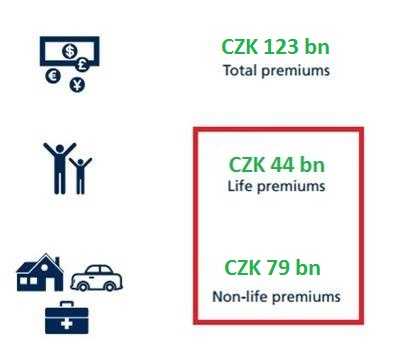 $
£
€
¥
CZK 123 bn
Total premiums
CZK 44 bn
Life premiums
CZK 79 bn
Non-life premiums